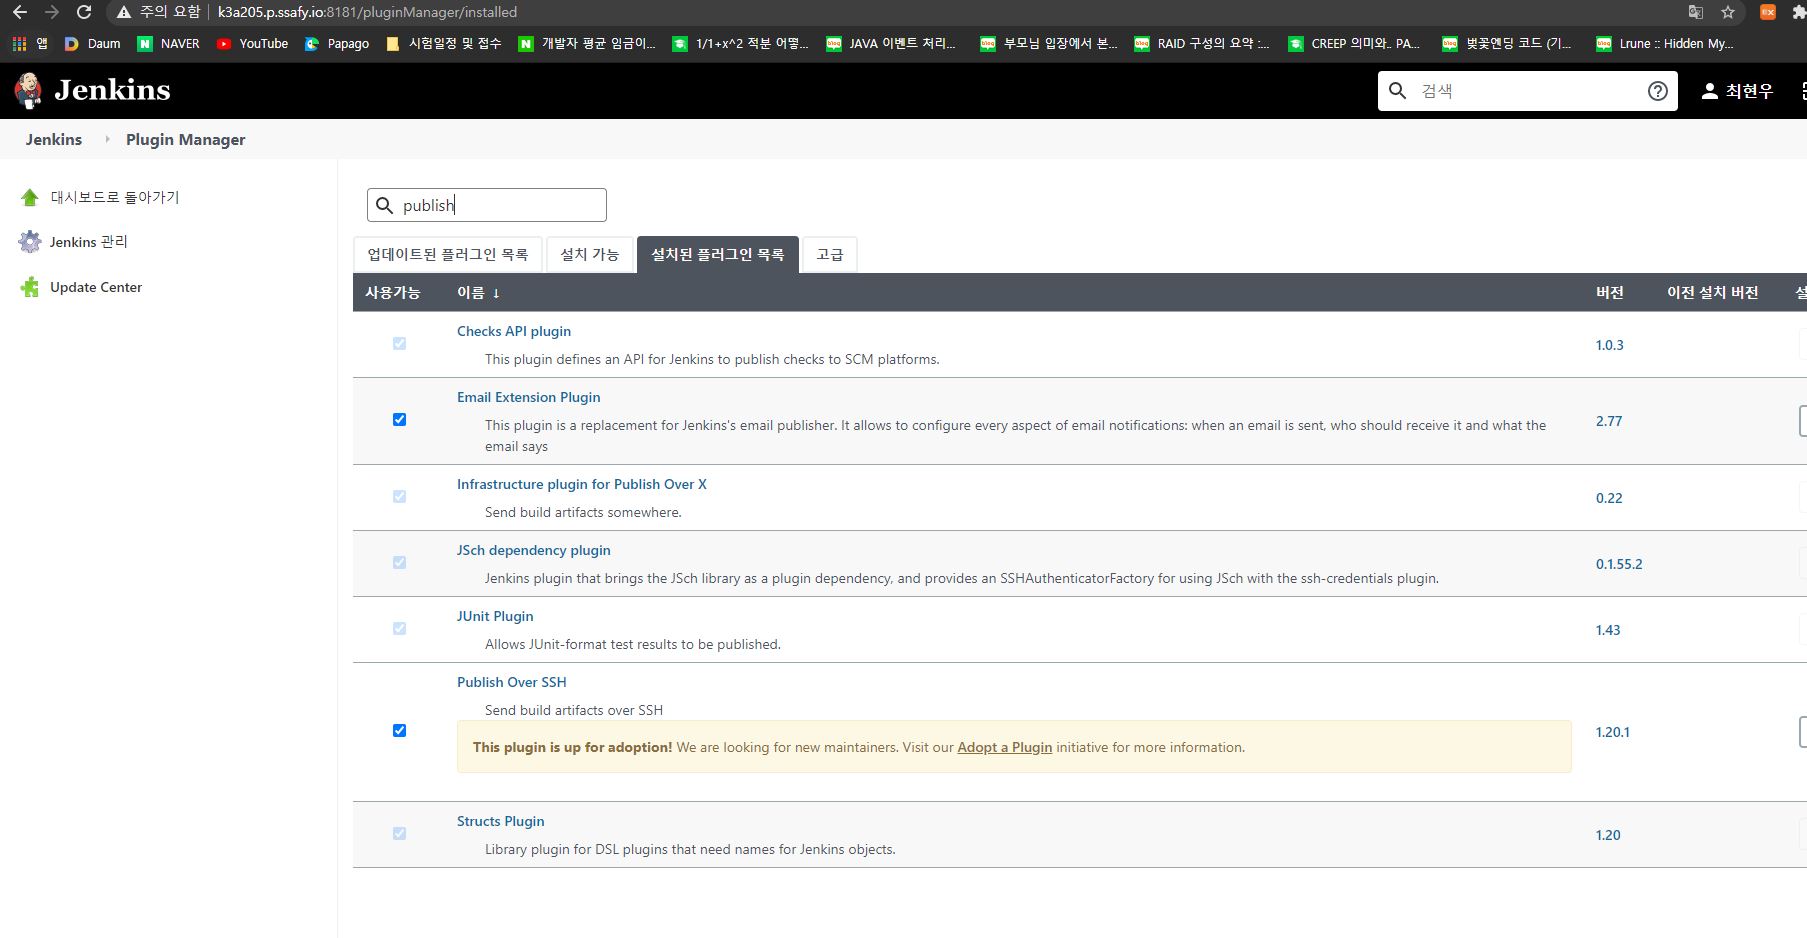 주의 요함 k3a205.p.ssafy.io:8181/pluginManager/installed
앱 Daum NAVER YouTube Papago 시험일정 및 접수 개발자 평균 임금이... 1/1+x^2 적분 어떻... JAVA 이벤트 처리... 부모님 입장에서 본... RAID 구성의 요약 :... CREEP 의미와.. PA... 벚꽃엔딩 코드 (기... Lrune :: Hidden My...
Jenkins 검색 최현우
Jenkins Plugin Manager
대시보드로 돌아가기
Jenkins 관리
Update Center
publish
업데이트된 플러그인 목록 설치 가능 설치된 플러그인 목록 고급
사용가능 이름 ↓ 버전 이전 설치 버전
Checks API plugin
This plugin defines an API for Jenkins to publish checks to SCM platforms.
1.0.3
Email Extension Plugin
This plugin is a replacement for Jenkins's email publisher. It allows to configure every aspect of email notifications: when an email is sent, who should receive it and what the
email says
2.77
Infrastructure plugin for Publish Over X
Send build artifacts somewhere.
0.22
JSch dependency plugin
Jenkins plugin that brings the JSch library as a plugin dependency, and provides an SSHAuthenticatorFactory for using JSch with the ssh-credentials plugin.
0.1.55.2
JUnit Plugin
Allows JUnit-format test results to be published.
1.43
Publish Over SSH
Send build artifacts over SSH
This plugin is up for adoption! We are looking for new maintainers. Visit our Adopt a Plugin initiative for more information.
1.20.1
Structs Plugin
Library plugin for DSL plugins that need names for Jenkins objects.
1.20